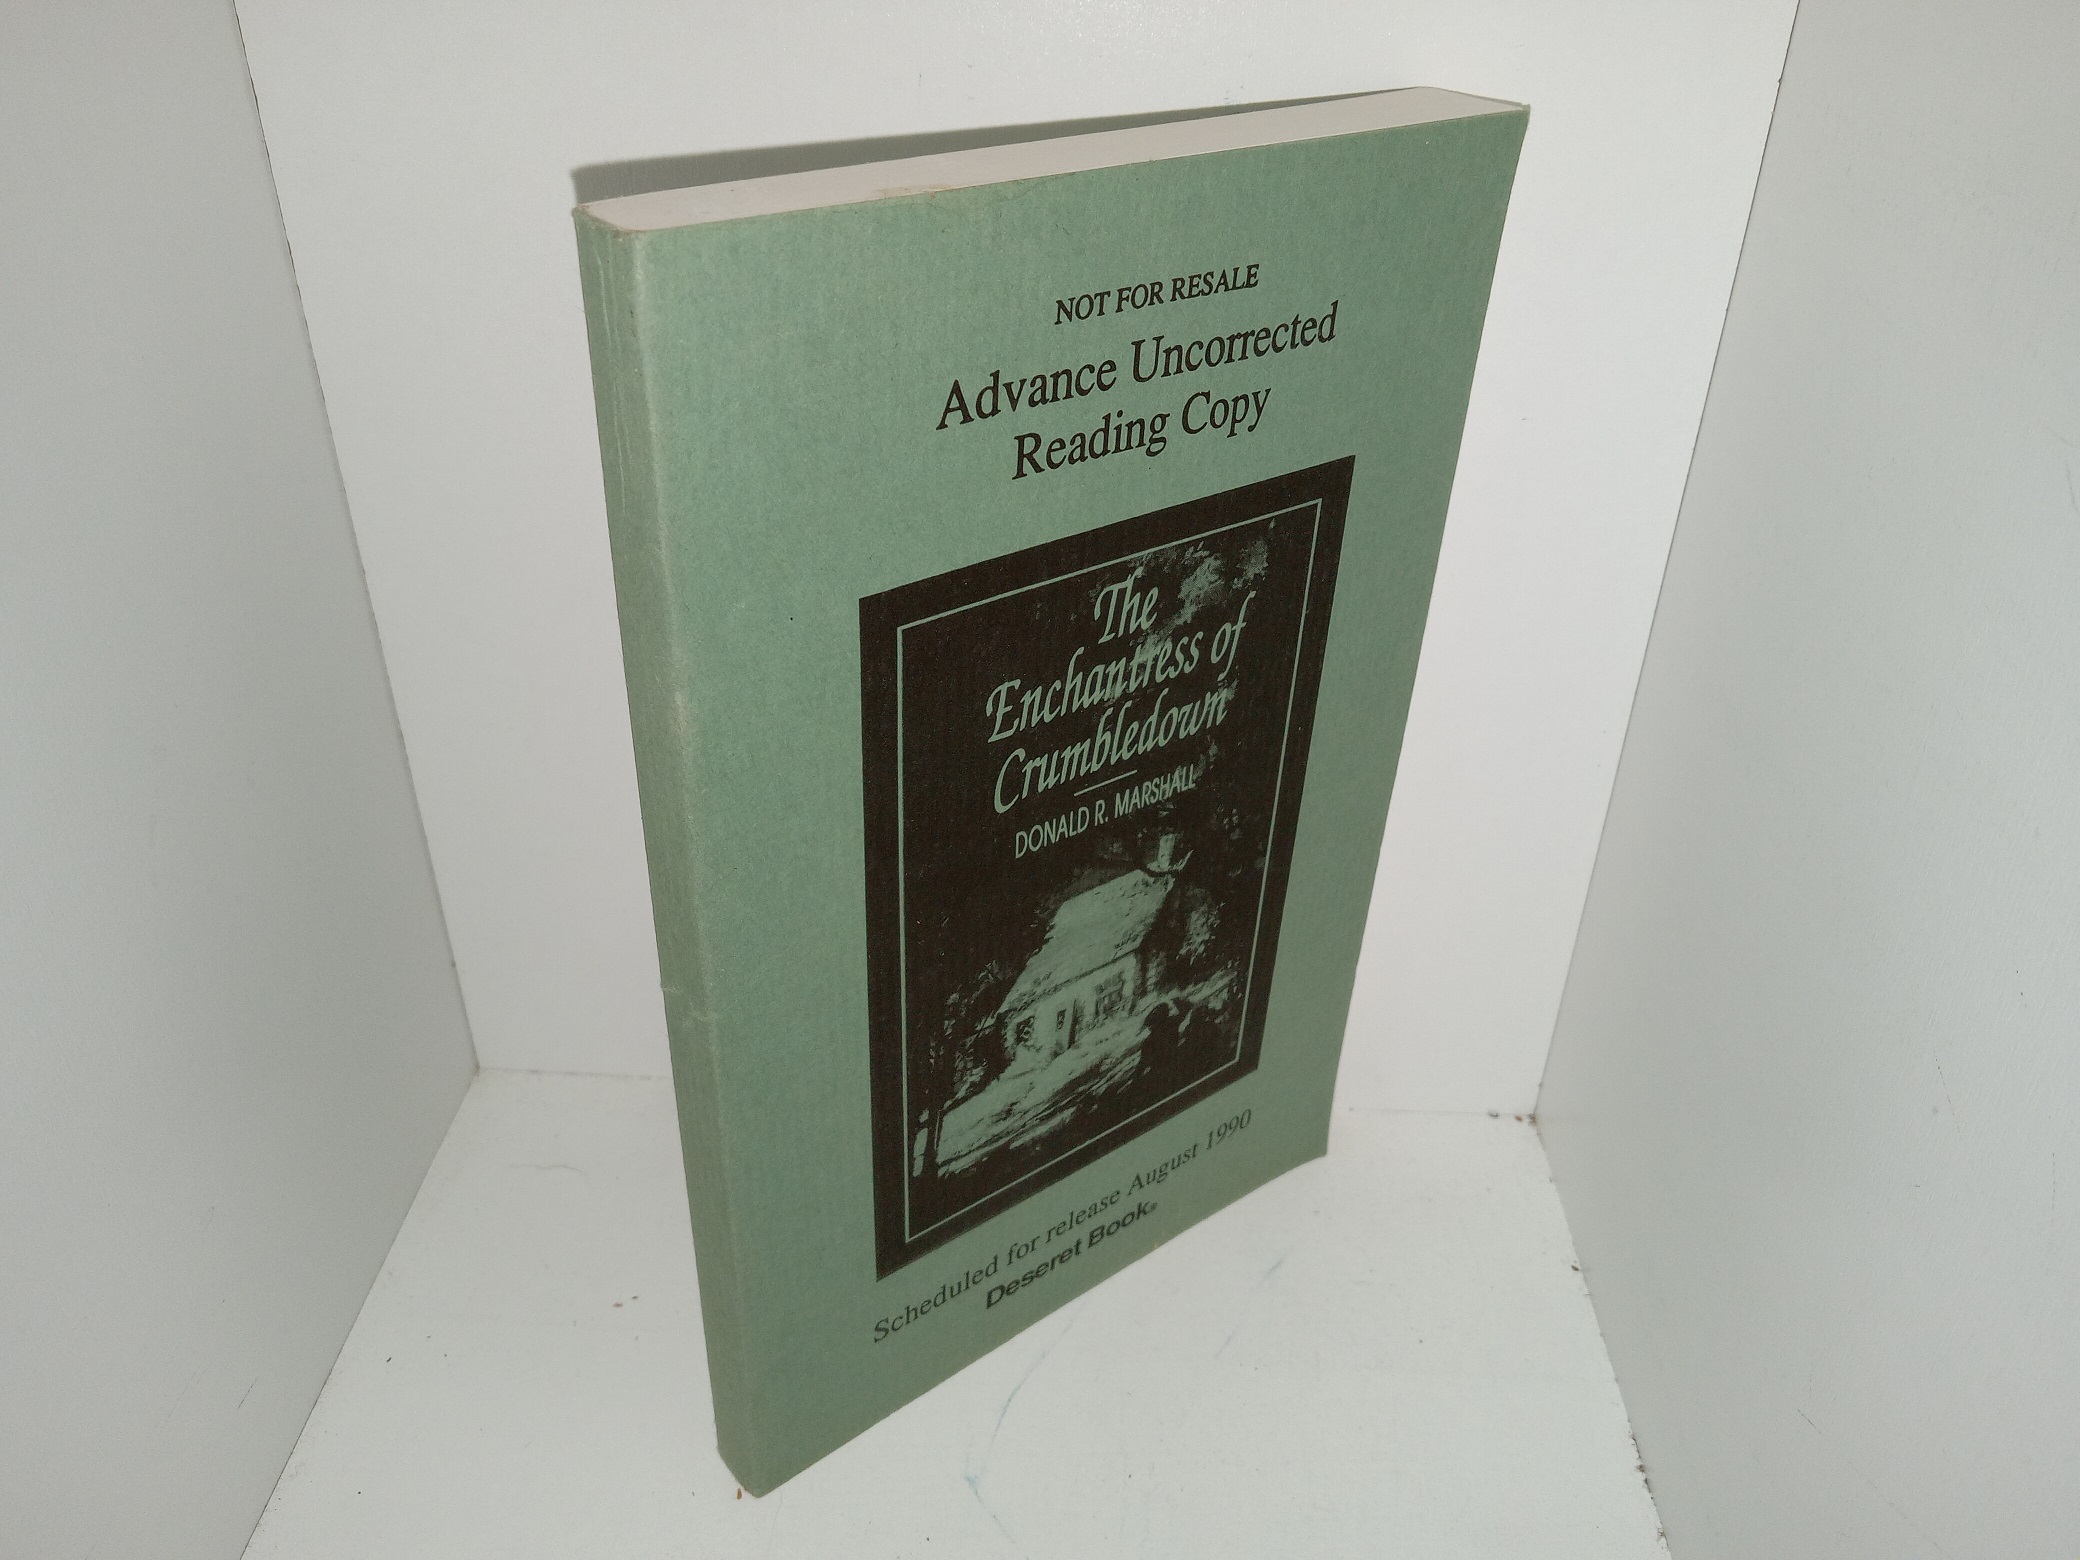 NOT FOR RESALE
Advance Uncorrected
Reading Copy
The
Enchantress of
Crumbledown
DONALD R. MARSHALL
Scheduled for release August 1990
Deseret Book®